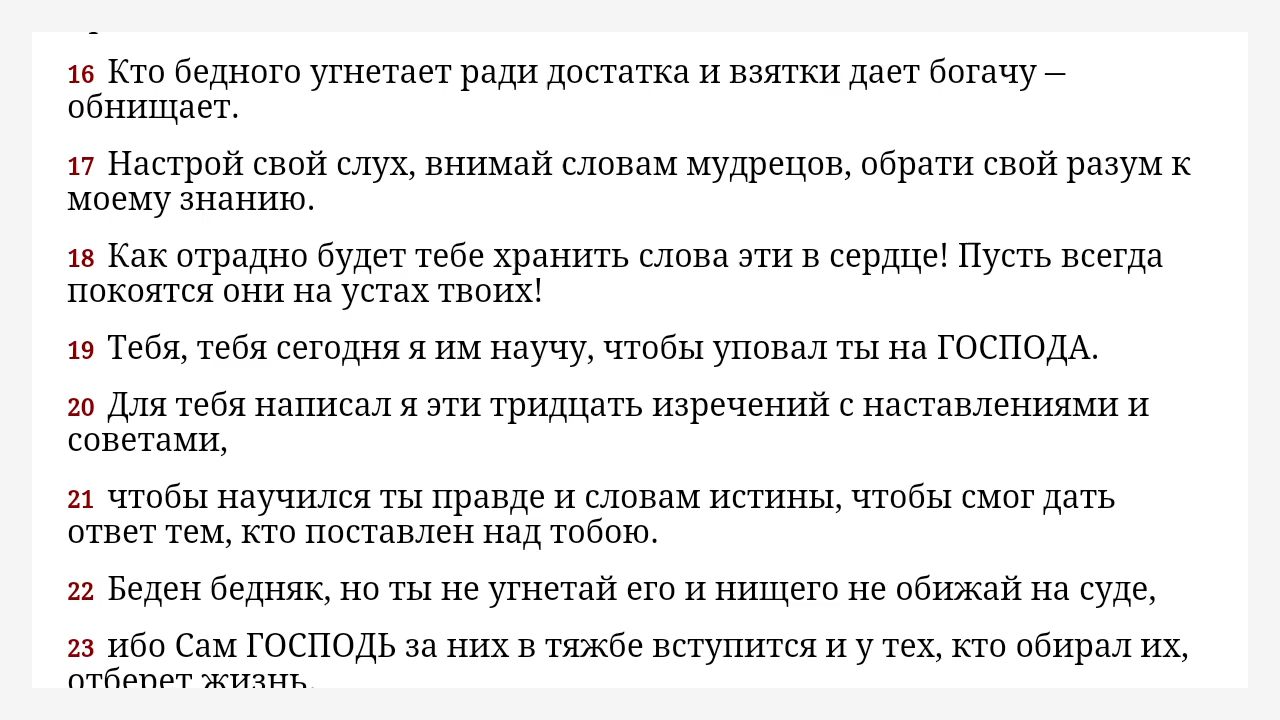 16 Кто бедного угнетает ради достатка и взятки дает богачу –
обнищает.
17 Настрой свой слух, внимай словам мудрецов, обрати свой разум к
моему знанию.
18 Как отрадно будет тебе хранить слова эти в сердце! Пусть всегда
покоятся они на устах твоих!
19 Тебя, тебя сегодня я им научу, чтобы уповал ты на ГОСПОДА.
20 Для тебя написал я эти тридцать изречений с наставлениями и
советами,
21 чтобы научился ты правде и словам истины, чтобы смог дать
ответ тем, кто поставлен над тобою.
22 Беден бедняк, но ты не угнетай его и нищего не обижай на суде,
23 ибо Сам ГОСПОДЬ за них в тяжбе вступится и у тех, кто обирал их,
отберет жизнь.